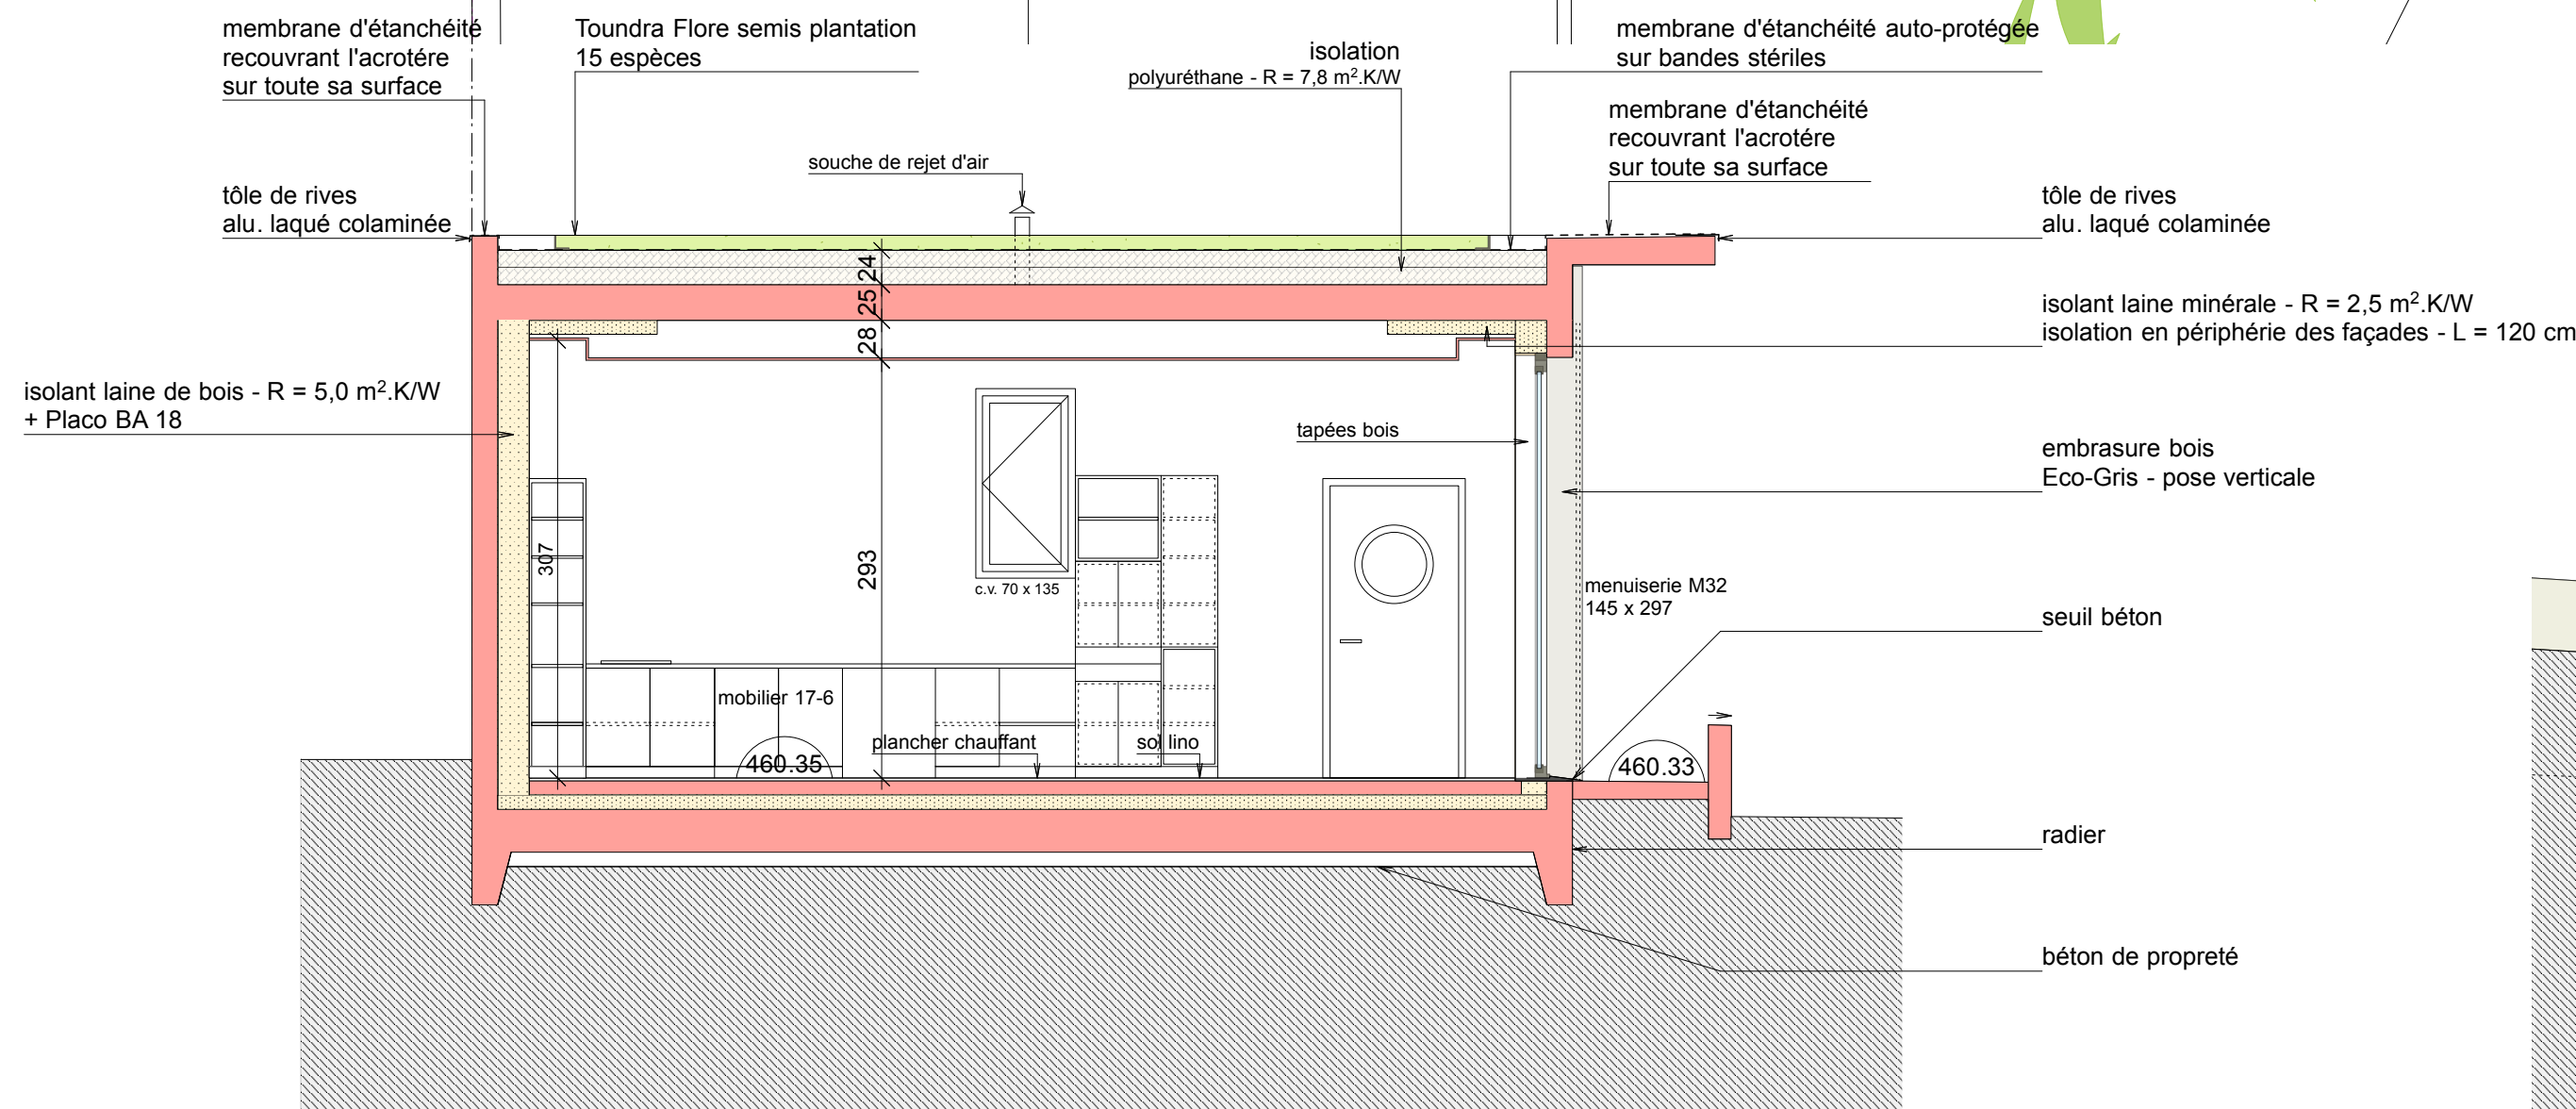 membrane d'étanchéité
recouvrant l'acrotére
sur toute sa surface
Toundra Flore semis plantation
15 espèces
isolation
polyuréthane - R = 7,8 m².K/W
membrane d'étanchéité auto-protégée
sur bandes stériles
membrane d'étanchéité
recouvrant l'acrotére
sur toute sa surface
souche de rejet d'air
tôle de rives
alu. laqué colaminée
tôle de rives
alu. laqué colaminée
24
25
28
isolant laine minérale - R = 2,5 m².K/W
isolation en périphérie des façades - L = 120 cm
isolant laine de bois - R = 5,0 m².K/W
+ Placo BA 18
tapées bois
embrasure bois
Eco-Gris - pose verticale
307
293
c.v. 70 x 135
menuiserie M32
145 x 297
seuil béton
mobilier 17-6
plancher chauffant
sol lino
460.35
460.33
radier
béton de propreté